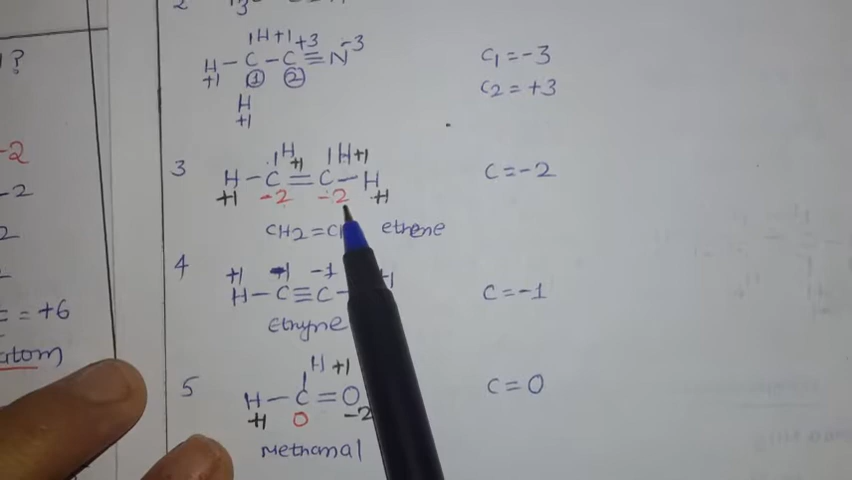 H +1 +3 -3
H - C - C ≡ N
+1 ① ②
H
+1
C1 = -3
C2 = +3
3
H +1 H +1
H - C = C - H
+1 -2 -2 +1
C = -2
CH2 = C ethene
4
+1 -1 -1
H - C ≡ C -
C = -1
Ethyne
5
H +1
H - C = O
+1 0 -2
C = 0
Methanal
?
-2
-2
2
= = +6
atom